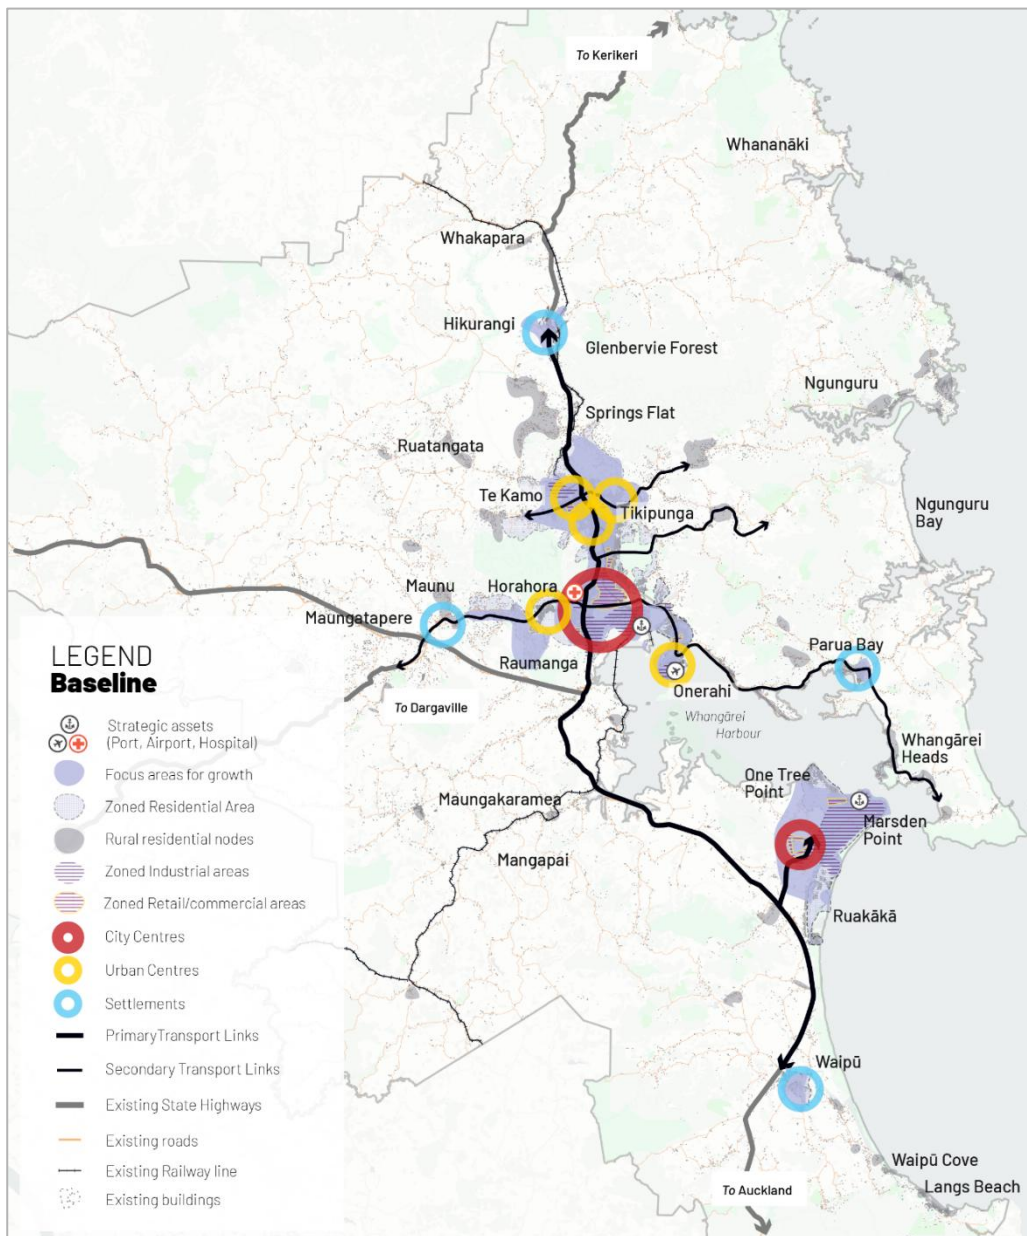 To Kerikeri
Whananāki
Whakapara
Hikurangi
Glenbervie Forest
Ngunguru
Springs Flat
Ruatangata
Te Kamo
Tikipunga
Ngunguru
Bay
Maunu
Horahora
Maungatapere
Raumanga
Parua Bay
Onerahi
To Dargaville
Whangārei
Harbour
Whangārei
Heads
One Tree
Point
Maungakaramea
Marsden
Point
Mangapai
Ruakākā
Waipū
Waipū Cove
To Auckland
Langs Beach
LEGEND
Baseline
Strategic assets
(Port, Airport, Hospital)
Focus areas for growth
Zoned Residential Area
Rural residential nodes
Zoned Industrial areas
Zoned Retail/commercial areas
City Centres
Urban Centres
Settlements
PrimaryTransport Links
Secondary Transport Links
Existing State Highways
Existing roads
Existing Railway line
Existing buildings